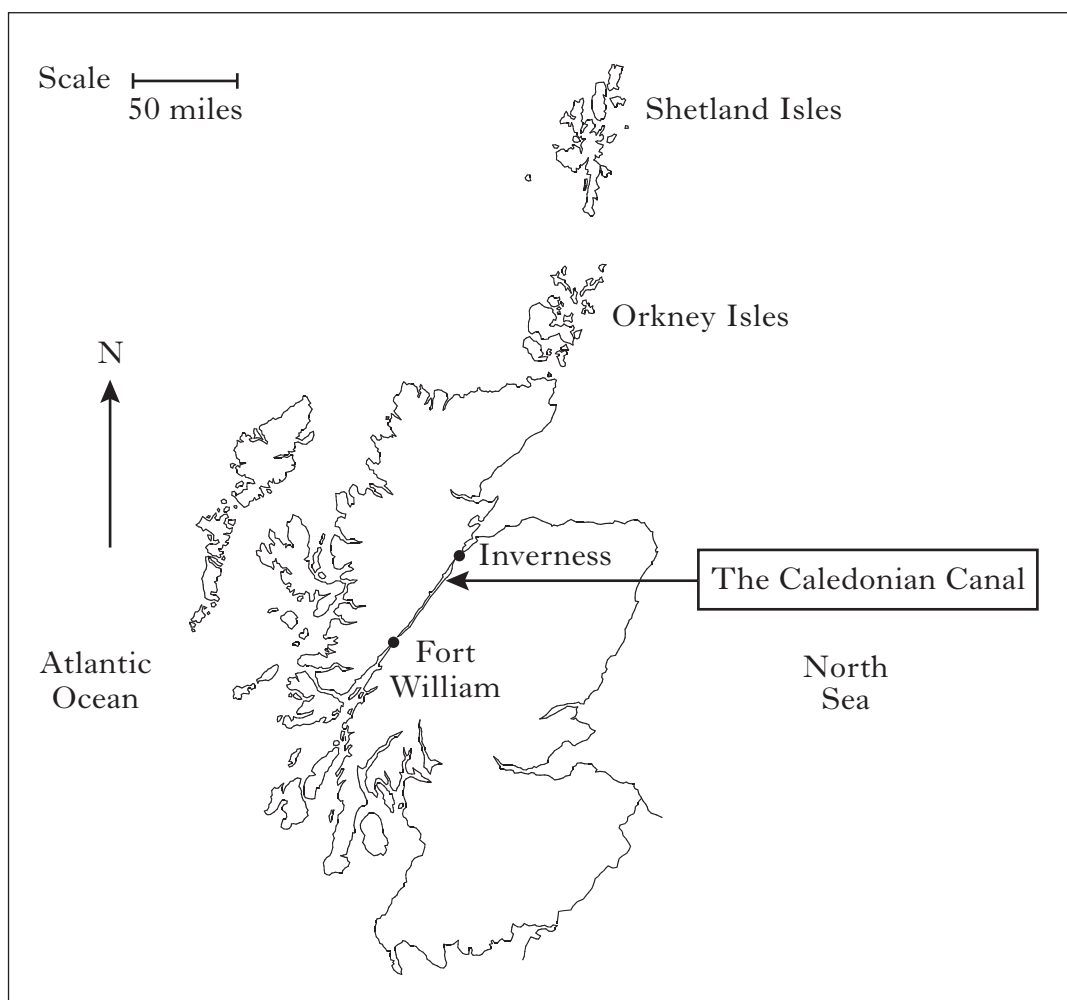 Scale
50 miles
Shetland Isles
Orkney Isles
N
Inverness
The Caledonian Canal
Fort
William
Atlantic
Ocean
North
Sea